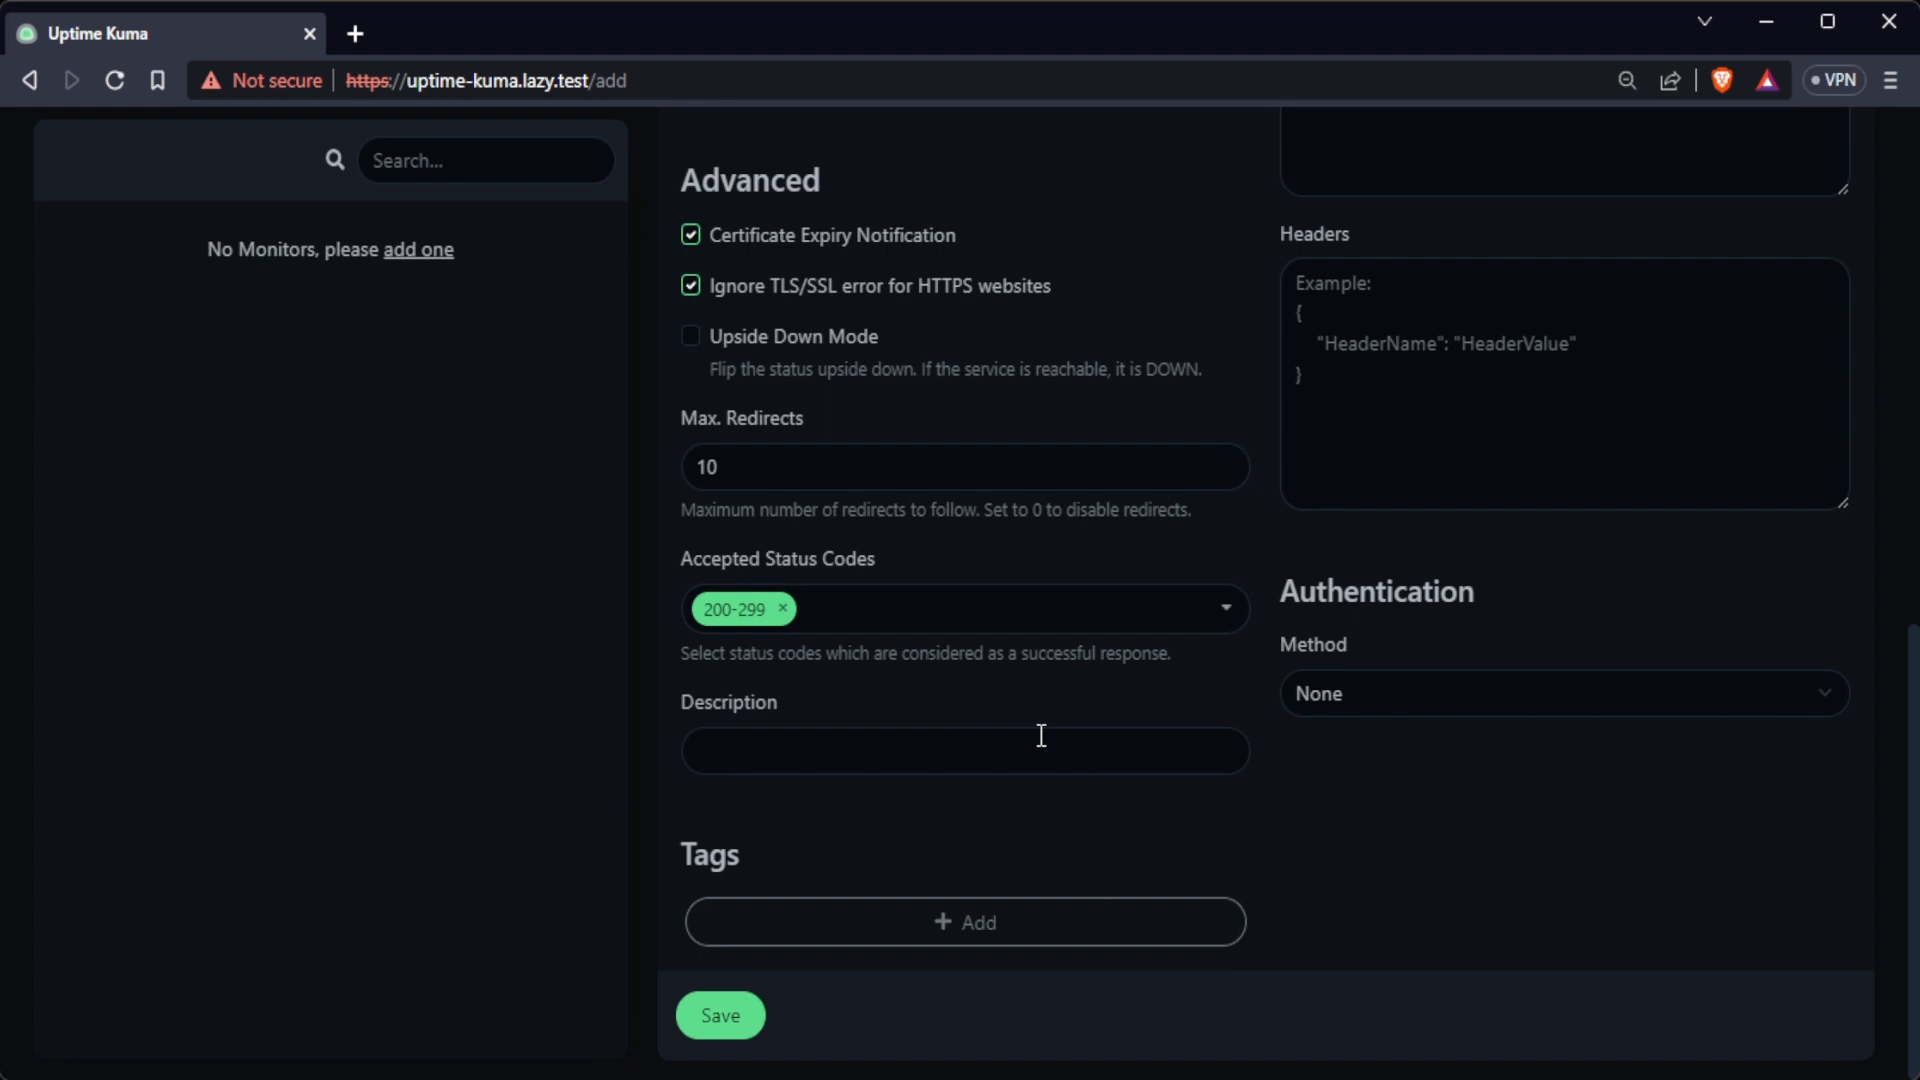 Uptime Kuma
Not secure
https://uptime-kuma.lazy.test/add
VPN
Search...
No Monitors, please add one
Advanced
Certificate Expiry Notification
Ignore TLS/SSL error for HTTPS websites
Upside Down Mode
Flip the status upside down. If the service is reachable, it is DOWN.
Max. Redirects
10
Maximum number of redirects to follow. Set to 0 to disable redirects.
Accepted Status Codes
200-299 ×
Select status codes which are considered as a successful response.
Description
Tags
+ Add
Save
Headers
Example:
{
"HeaderName": "HeaderValue"
}
Authentication
Method
None